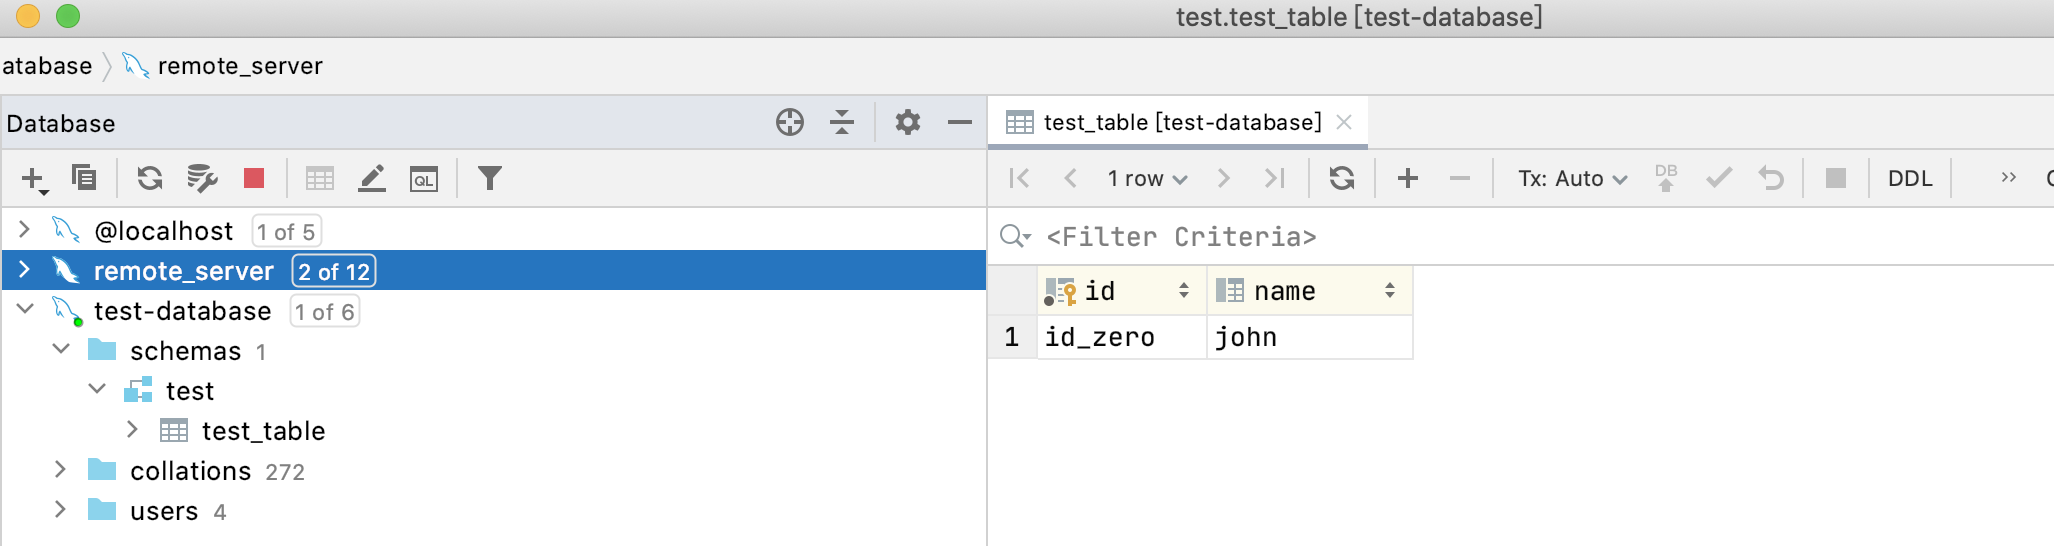 test.test_table [test-database]
atabase remote_server
Database
test_table [test-database]
QL
1 row Tx: Auto DB DDL
@localhost 1 of 5
remote_server 2 of 12
test-database 1 of 6
schemas 1
test
test_table
collations 272
users 4
<Filter Criteria>
id name
1 id_zero john